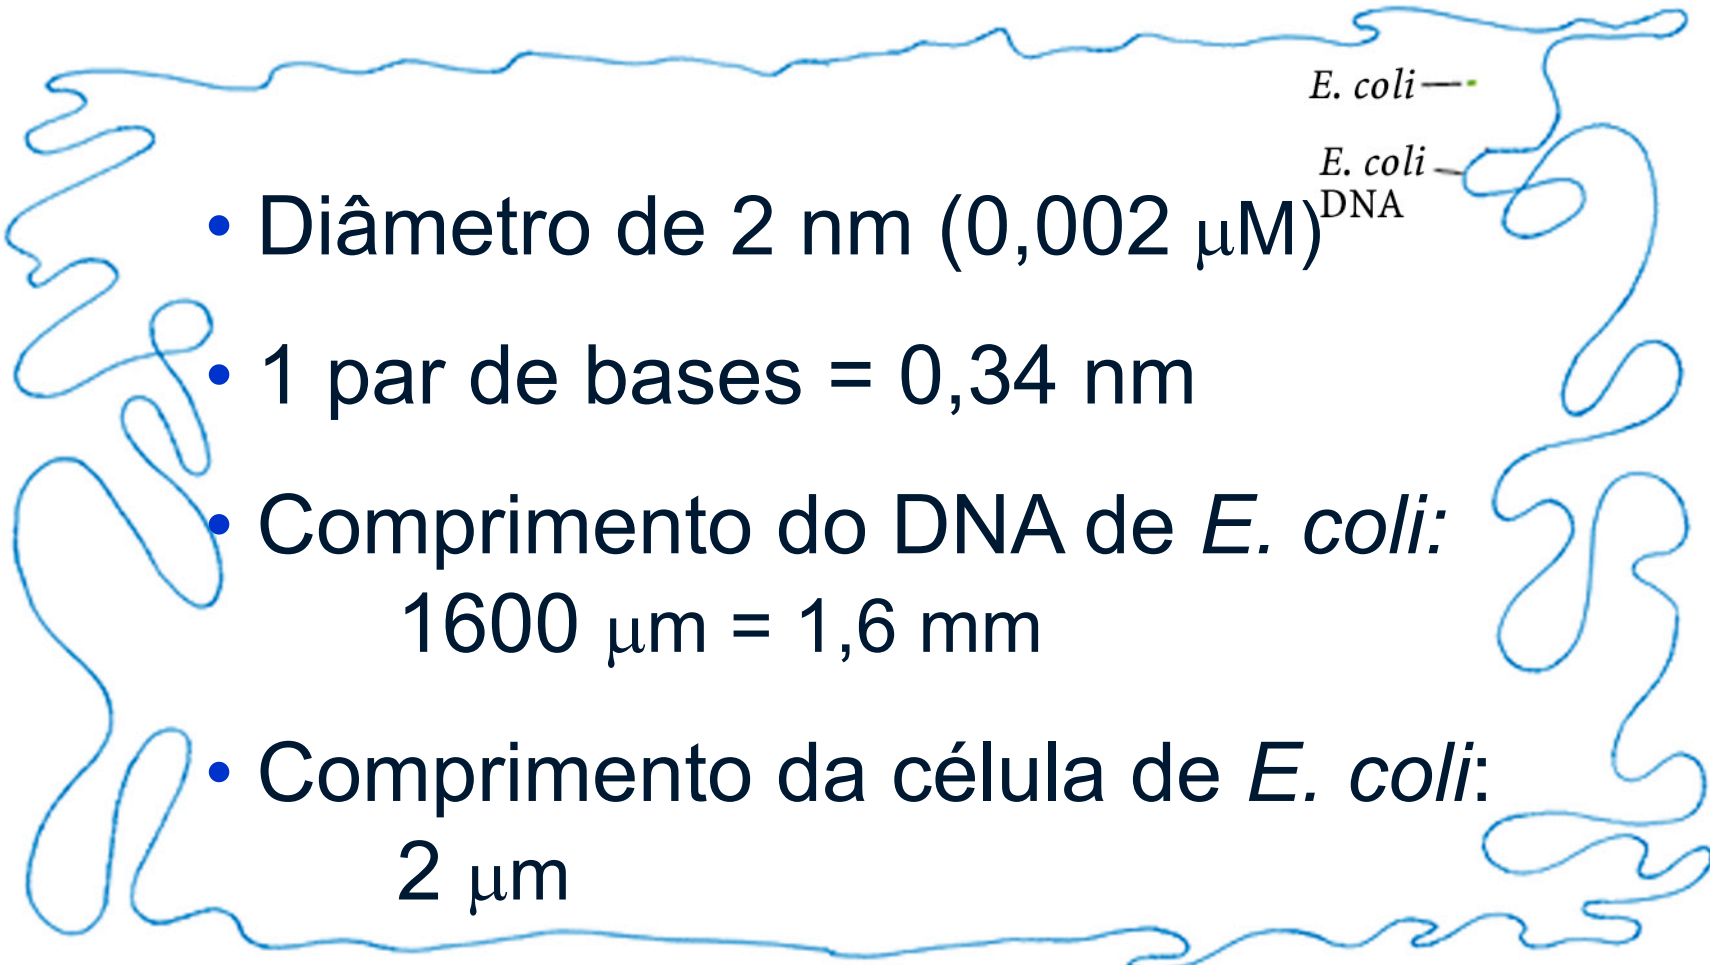 E. coli
E. coli
DNA
• Diâmetro de 2 nm (0,002 μM)
• 1 par de bases = 0,34 nm
• Comprimento do DNA de E. coli:
1600 μm = 1,6 mm
• Comprimento da célula de E. coli:
2 μm